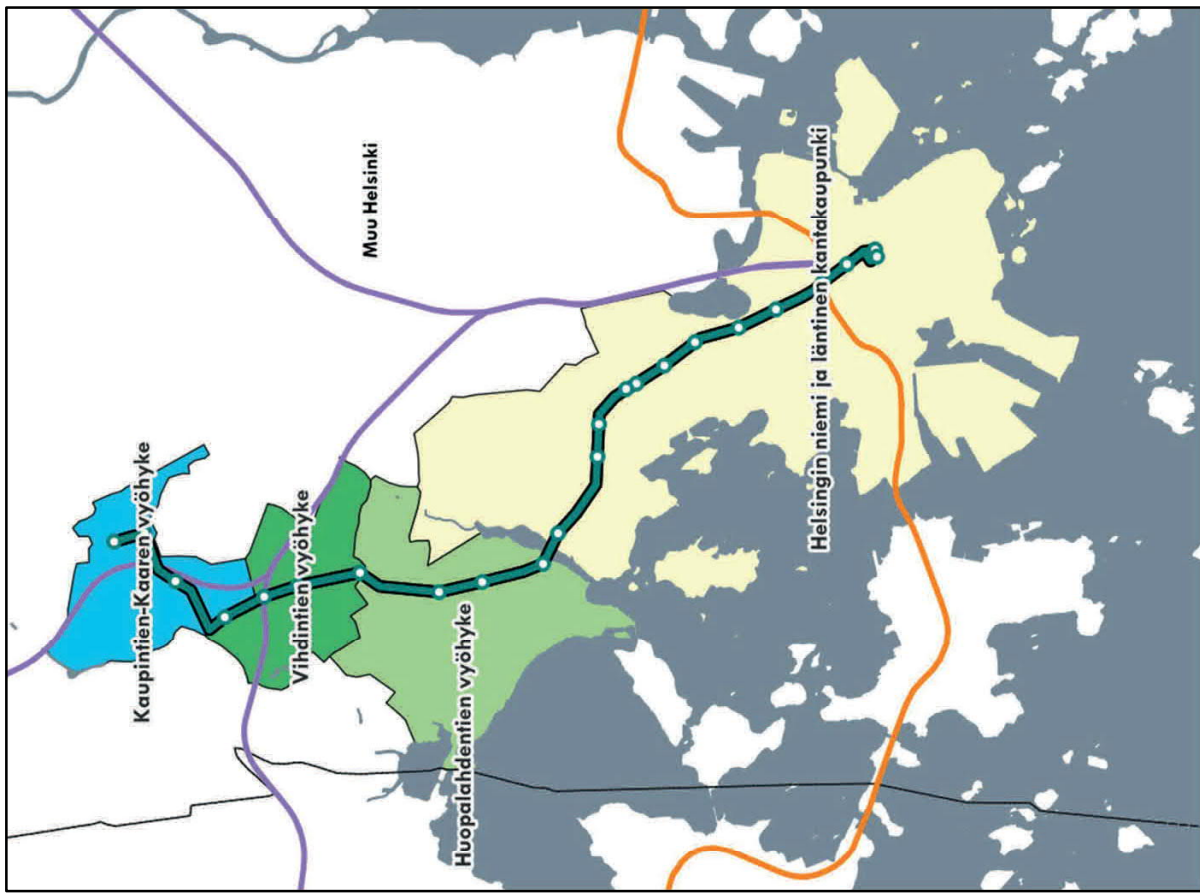 Kaupintien-Kaaren vyöhyke
Vihdintien vyöhyke
Muu Helsinki
Huopalahdentien vyöhyke
Helsingin niemi ja läntinen kantakaupunki